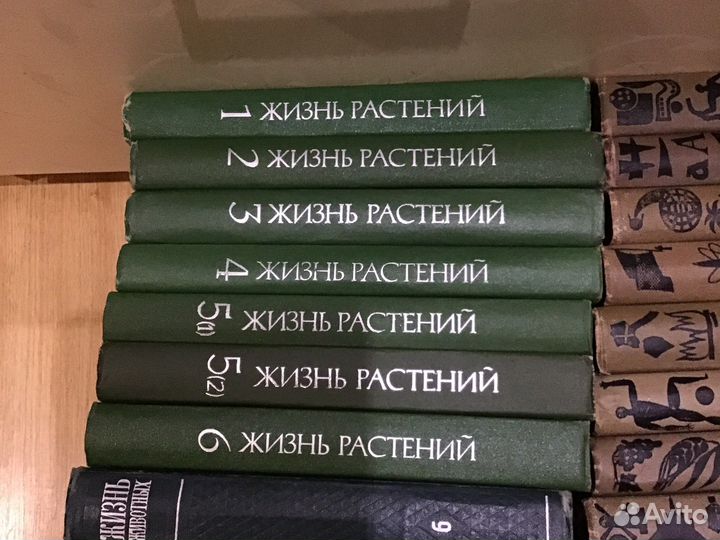 1 ЖИЗНЬ РАСТЕНИЙ
2 ЖИЗНЬ РАСТЕНИЙ
3 ЖИЗНЬ РАСТЕНИЙ
4 ЖИЗНЬ РАСТЕНИЙ
5(1) ЖИЗНЬ РАСТЕНИЙ
5(2) ЖИЗНЬ РАСТЕНИЙ
6 ЖИЗНЬ РАСТЕНИЙ
ЖИЗНЬ
ЖИВОТНЫХ
6
Avito